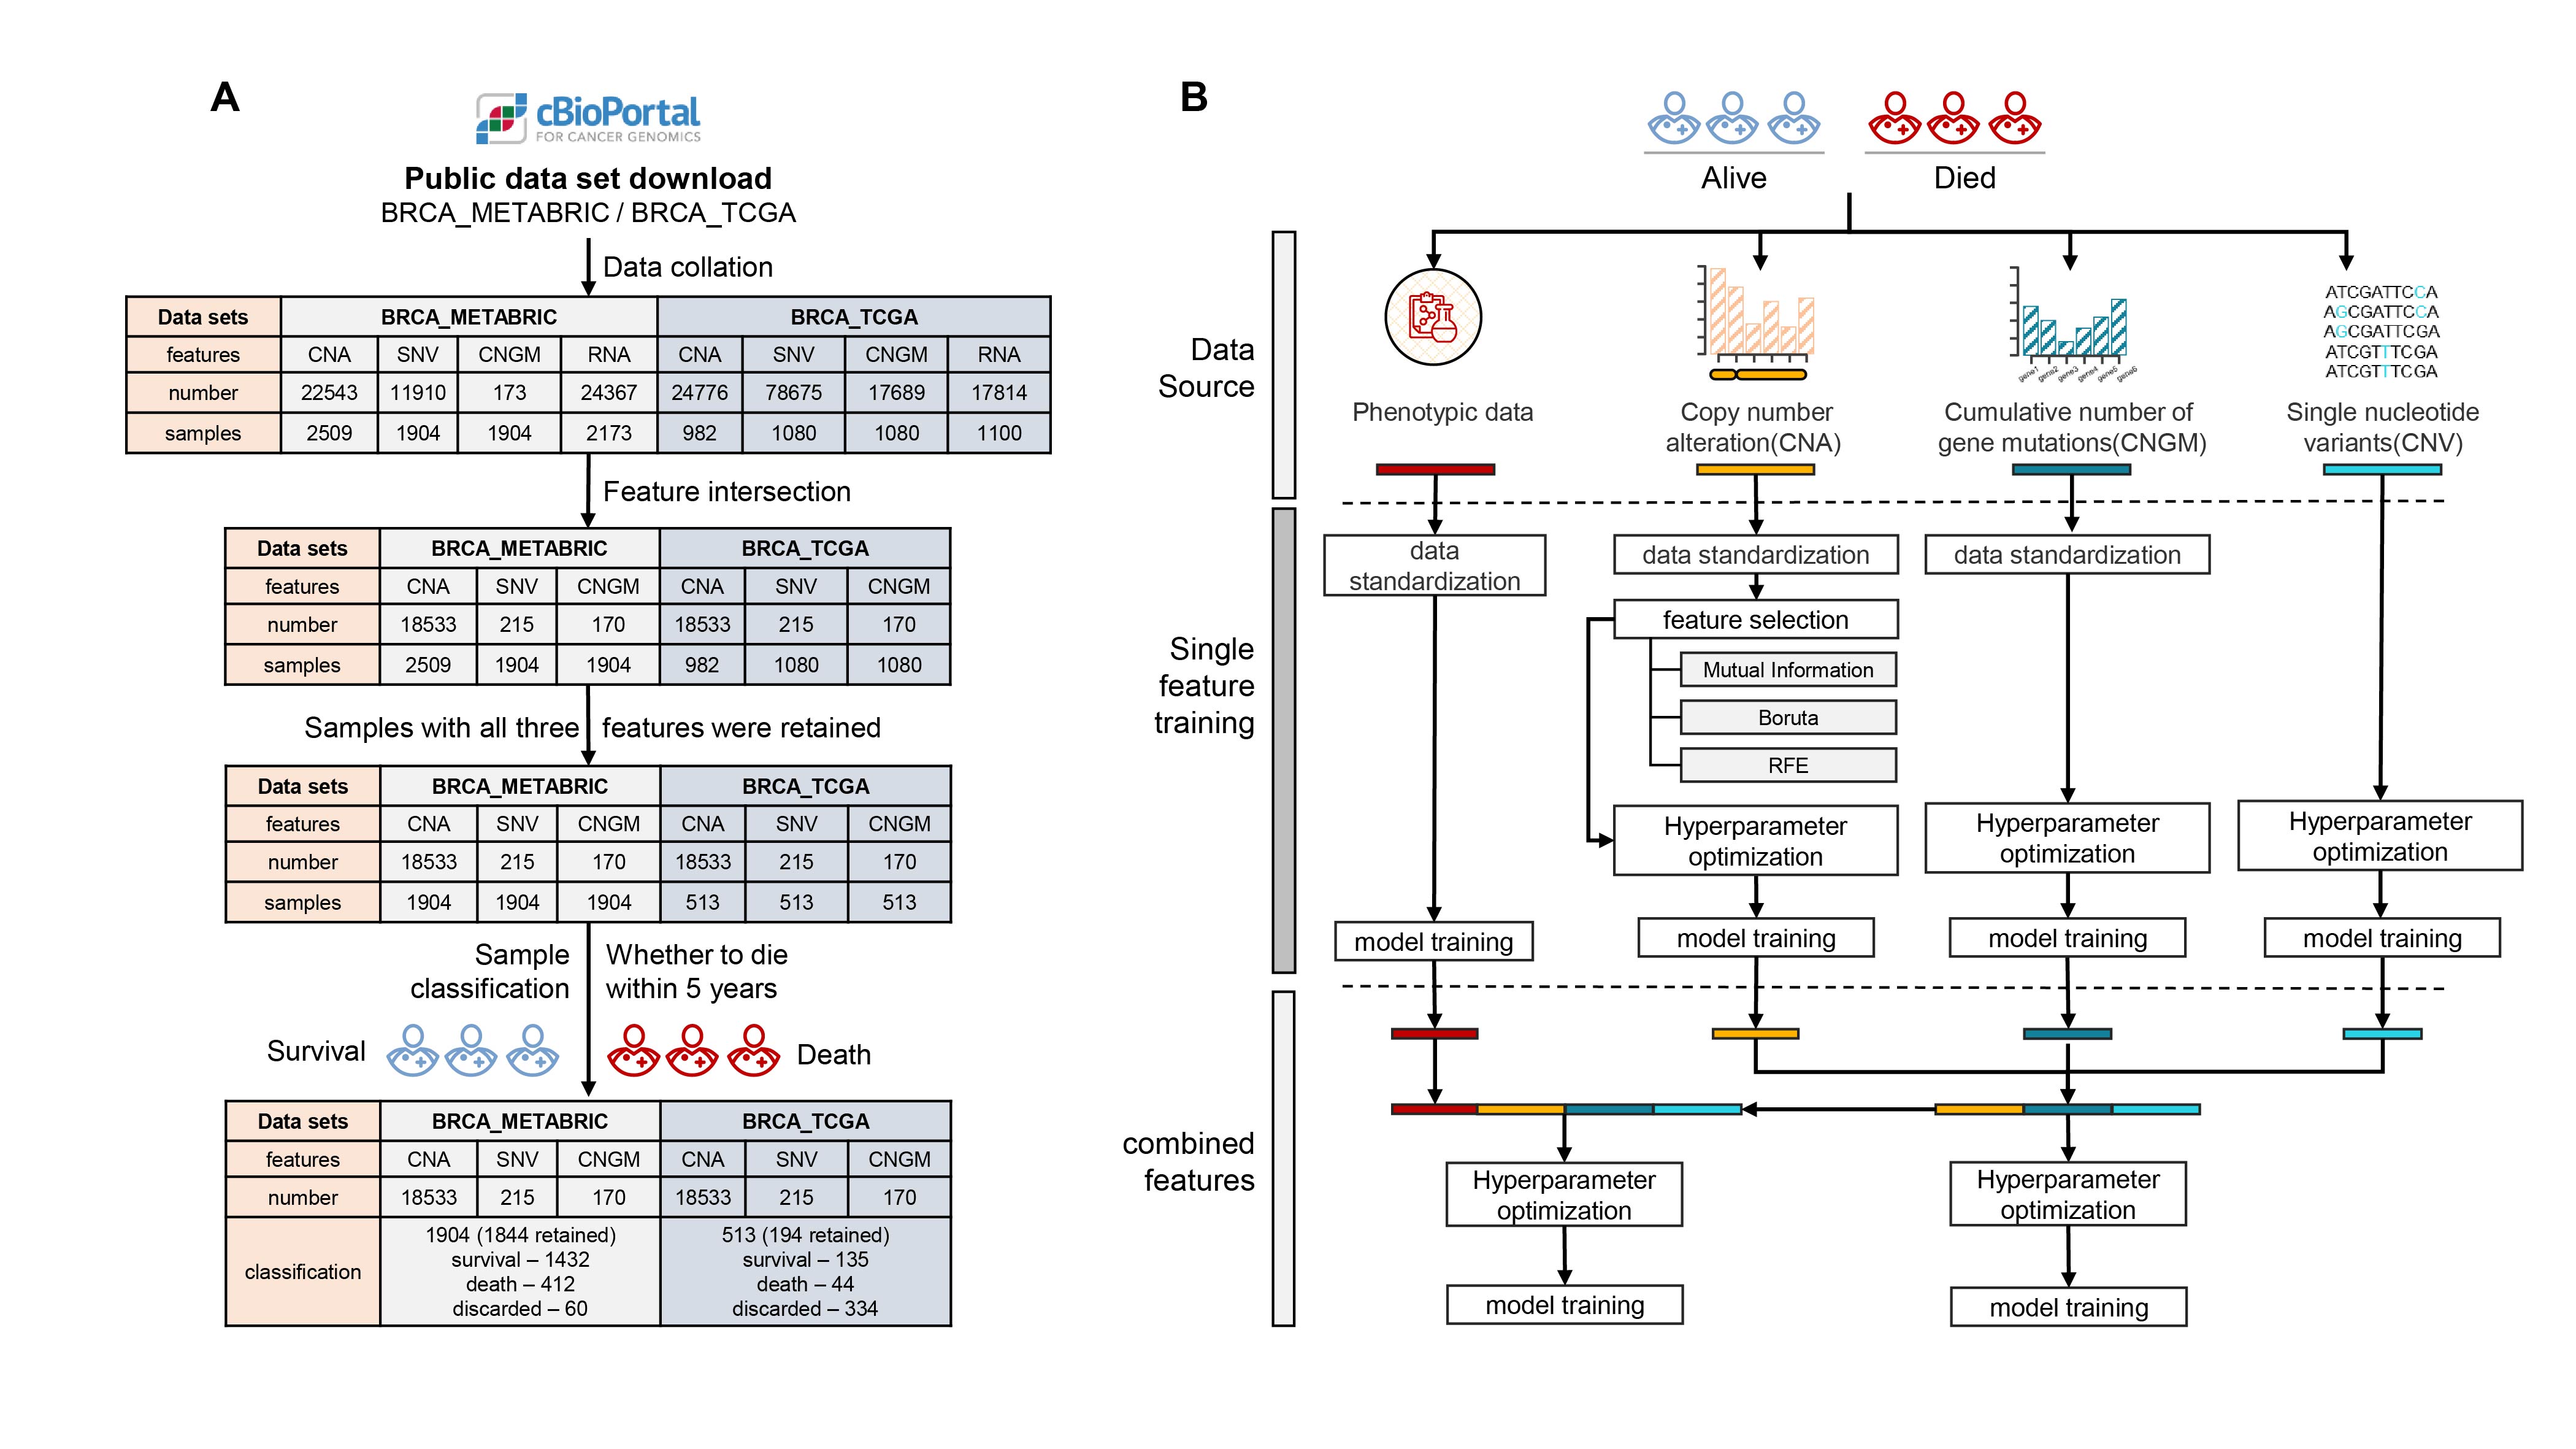 A
cBioPortal
FOR CANCER GENOMICS
Public data set download
BRCA_METABRIC / BRCA_TCGA
Data collation
Data sets BRCA_METABRIC BRCA_TCGA
features CNA SNV CNGM RNA CNA SNV CNGM RNA
number 22543 11910 173 24367 24776 78675 17689 17814
samples 2509 1904 1904 2173 982 1080 1080 1100
Feature intersection
Data sets BRCA_METABRIC BRCA_TCGA
features CNA SNV CNGM CNA SNV CNGM
number 18533 215 170 18533 215 170
samples 2509 1904 1904 982 1080 1080
Samples with all three features were retained
Data sets BRCA_METABRIC BRCA_TCGA
features CNA SNV CNGM CNA SNV CNGM
number 18533 215 170 18533 215 170
samples 1904 1904 1904 513 513 513
Sample
classification
Whether to die
within 5 years
Survival
Death
Data sets BRCA_METABRIC BRCA_TCGA
features CNA SNV CNGM CNA SNV CNGM
number 18533 215 170 18533 215 170
classification
1904 (1844 retained)
survival – 1432
death – 412
discarded – 60
513 (194 retained)
survival – 135
death – 44
discarded – 334
B
Alive
Died
Data
Source
gene1 gene2 gene3 gene4 gene5 gene6
ATCGATTCCA
AGCGATTCCA
AGCGATTCGA
ATCGTTTCGA
ATCGTTTCGA
Phenotypic data
Copy number
alteration(CNA)
Cumulative number of
gene mutations(CNGM)
Single nucleotide
variants(CNV)
Single
feature
training
data
standardization
data standardization
data standardization
feature selection
Mutual Information
Boruta
RFE
Hyperparameter
optimization
Hyperparameter
optimization
Hyperparameter
optimization
model training
model training
model training
model training
combined
features
Hyperparameter
optimization
Hyperparameter
optimization
model training
model training